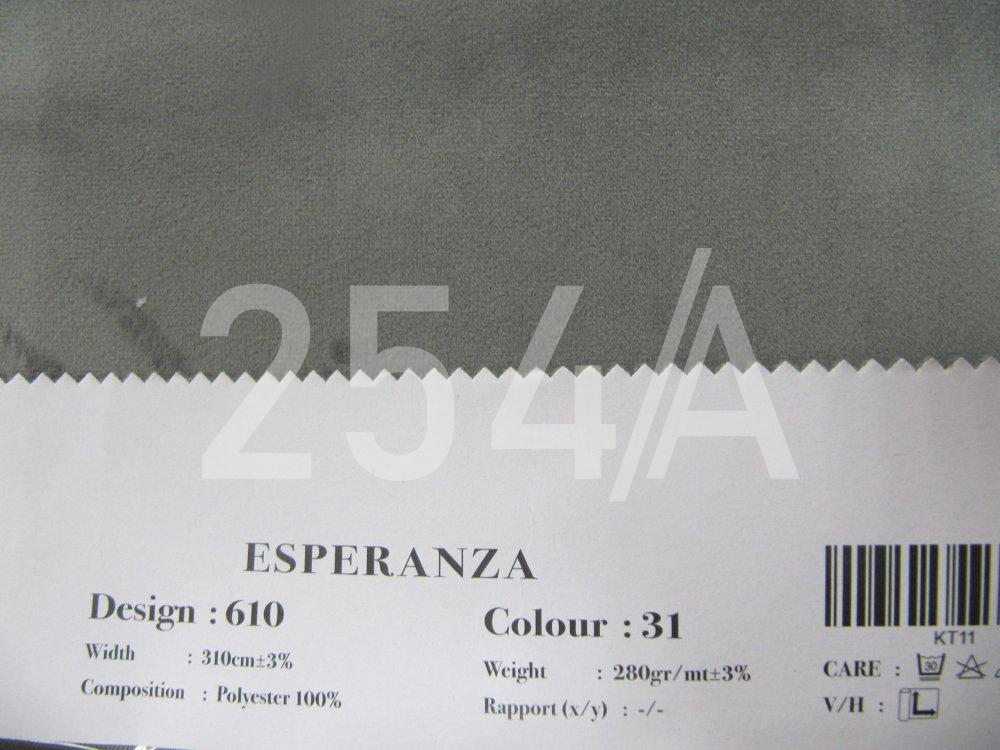 254/A
ESPERANZA
Design : 610
Colour : 31
Width : 310cm±3%
Weight : 280gr/mt±3%
Composition : Polyester 100%
Rapport (x/y) : -/-
KT11
CARE : 30
V/H :